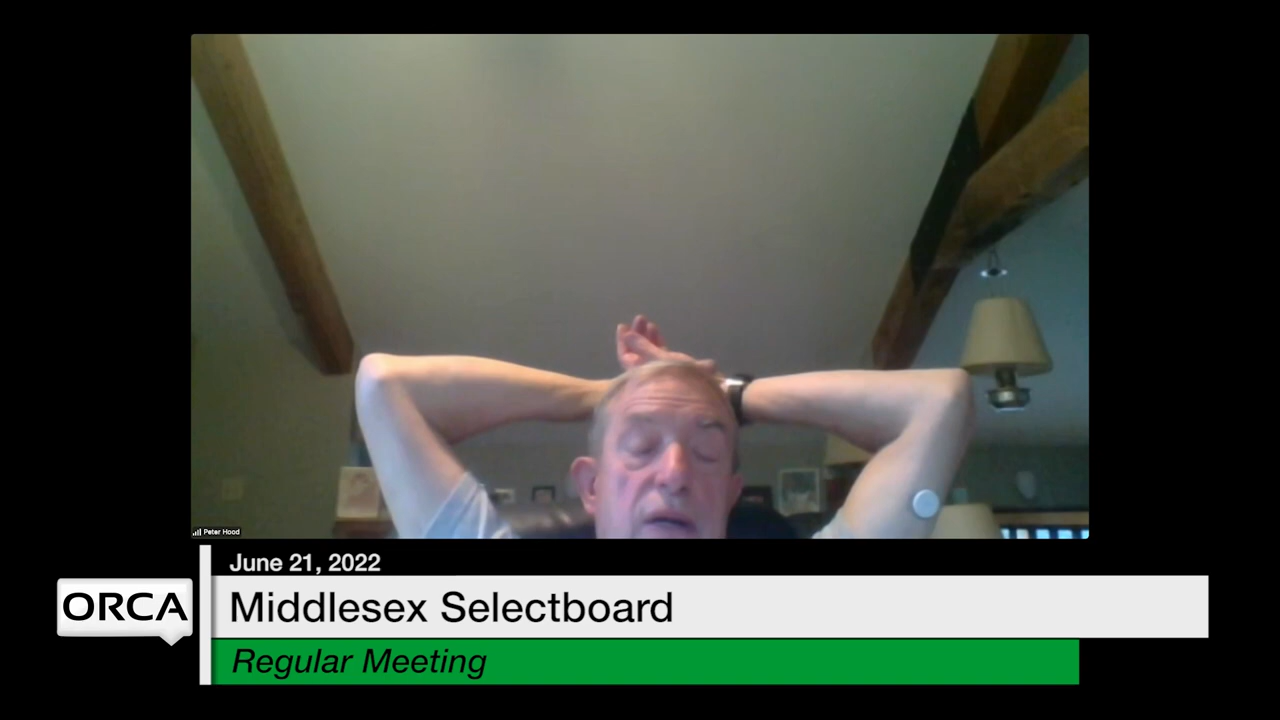 Peter Hood
June 21, 2022
ORCA
Middlesex Selectboard
Regular Meeting